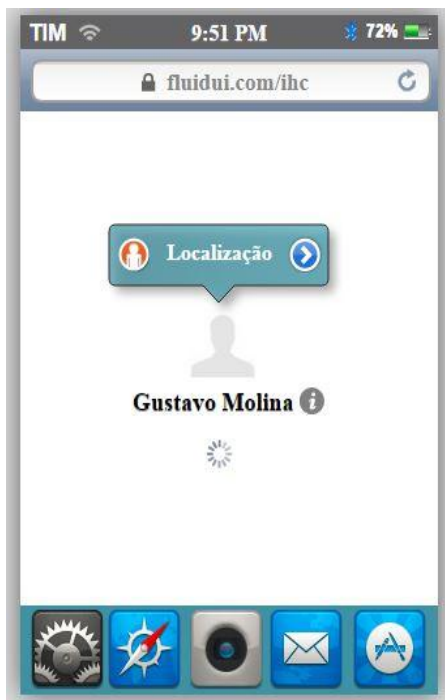 TIM 9:51 PM 72%
fluidui.com/ihc
Localização
Gustavo Molina i